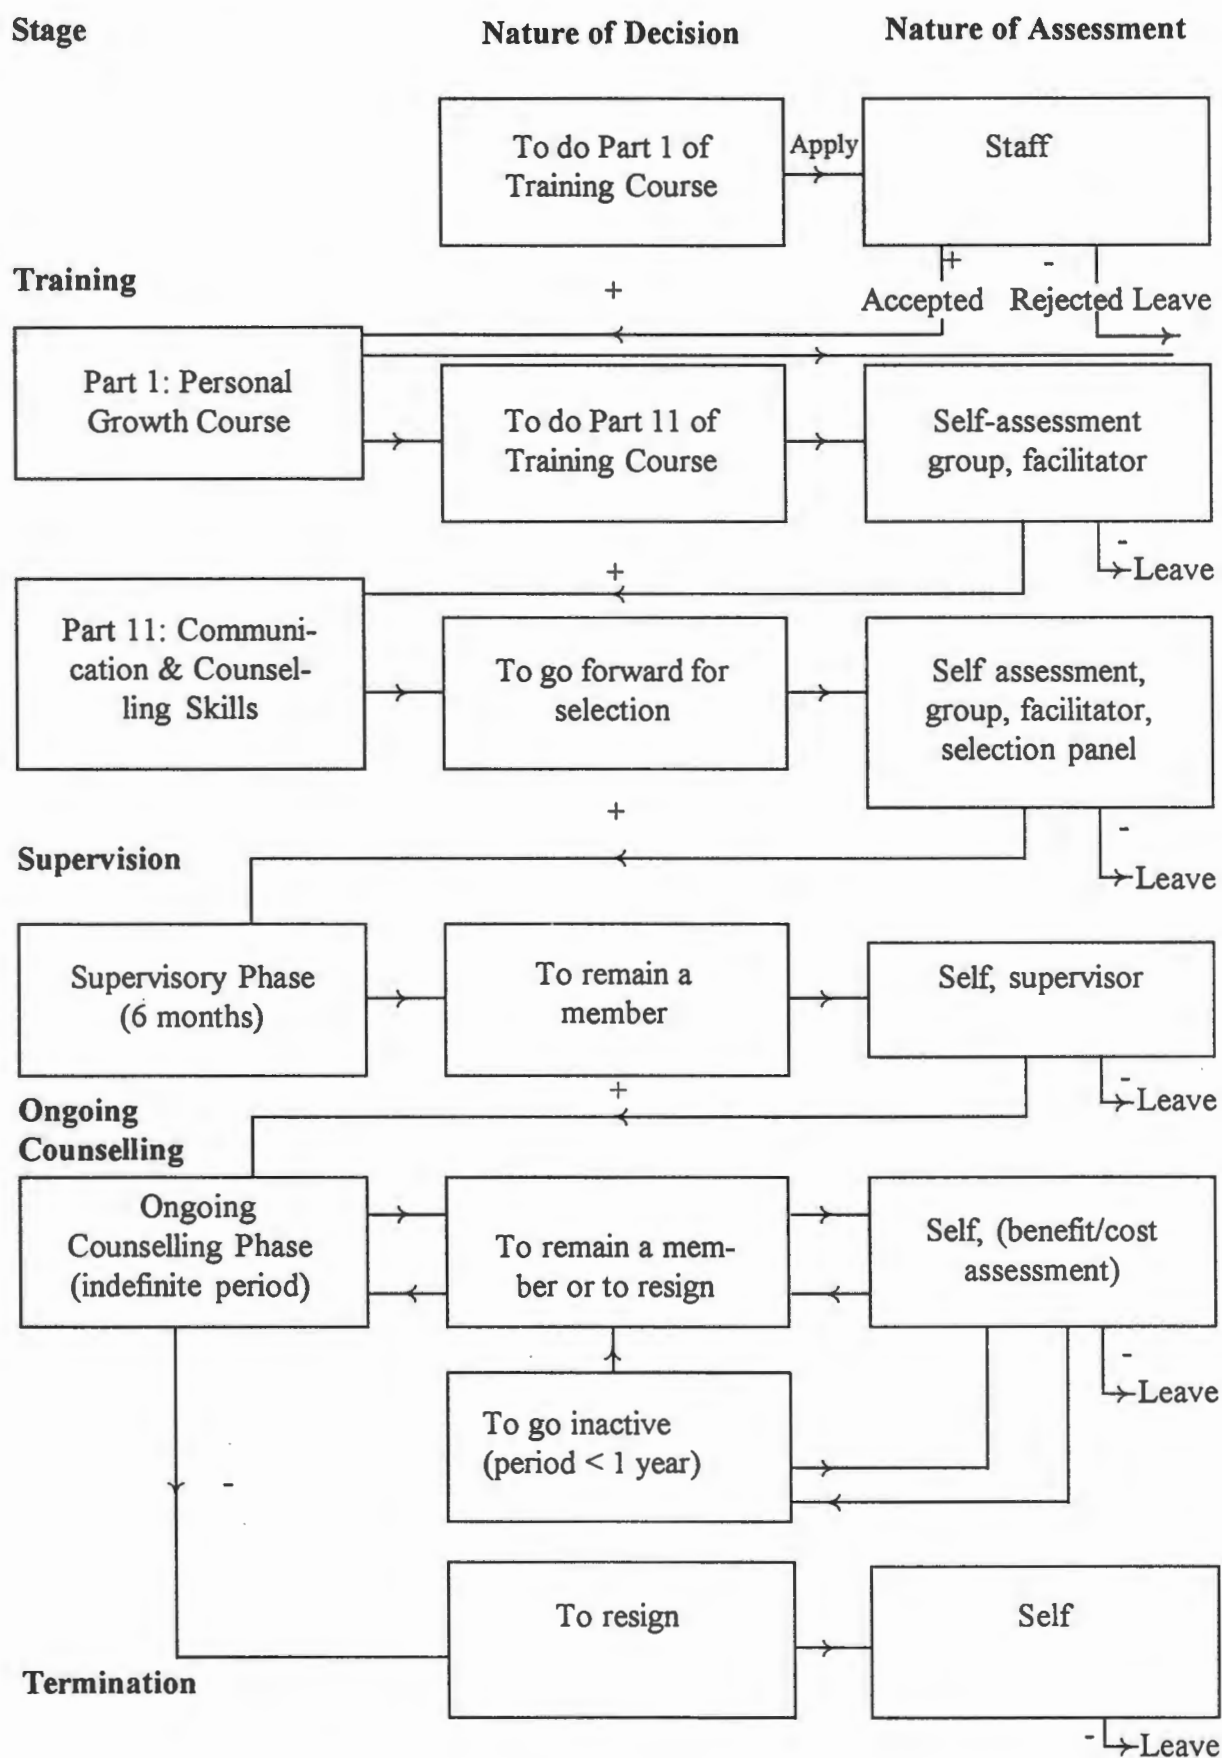 Stage
Nature of Decision
Nature of Assessment
To do Part 1 of
Training Course
Apply
Staff
Training
+
+
-
Accepted
Rejected Leave
Part 1: Personal
Growth Course
To do Part 11 of
Training Course
Self-assessment
group, facilitator
-
Leave
+
Part 11: Communi-
cation & Counsel-
ling Skills
To go forward for
selection
Self assessment,
group, facilitator,
selection panel
+
-
Leave
Supervision
Supervisory Phase
(6 months)
To remain a
member
Self, supervisor
+
-
Leave
Ongoing
Counselling
Ongoing
Counselling Phase
(indefinite period)
To remain a mem-
ber or to resign
Self, (benefit/cost
assessment)
-
Leave
To go inactive
(period < 1 year)
-
To resign
Self
Termination
-
Leave